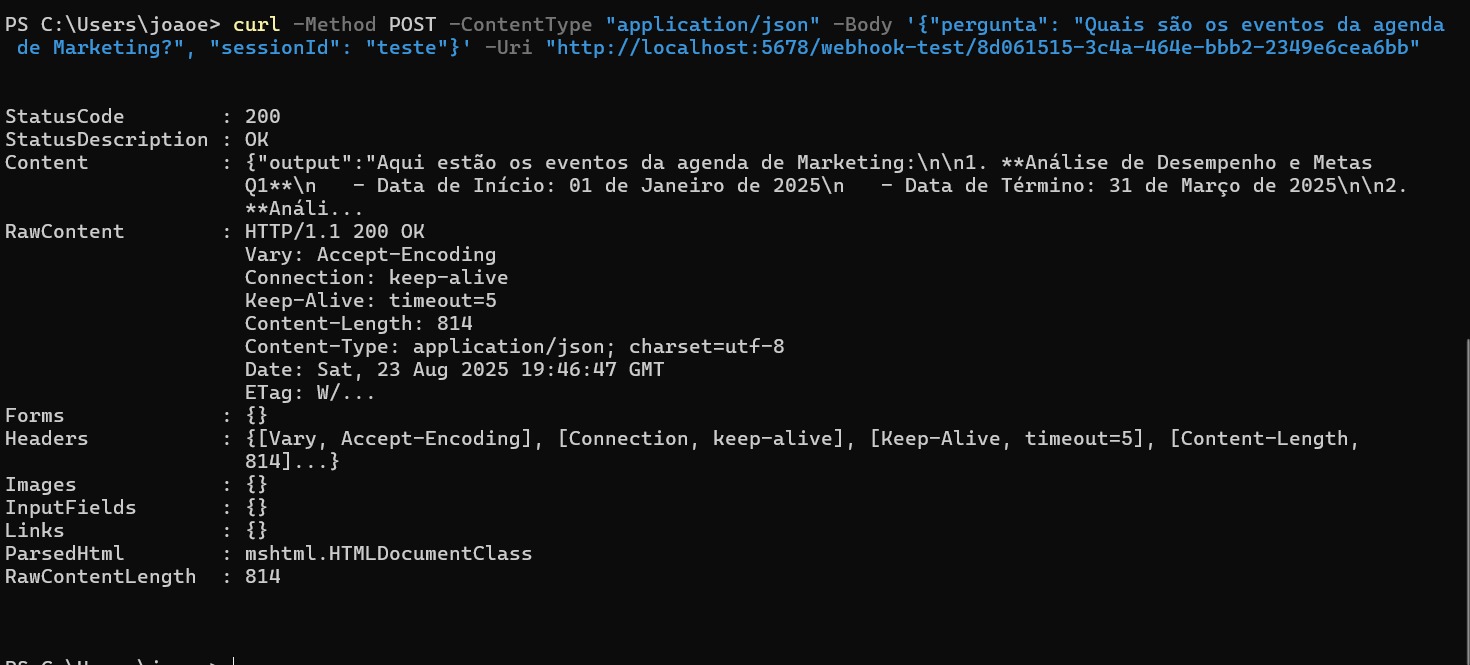 PS C:\Users\joaoe> curl -Method POST -ContentType "application/json" -Body '{"pergunta": "Quais são os eventos da agenda
de Marketing?", "sessionId": "teste"}' -Uri "http://localhost:5678/webhook-test/8d061515-3c4a-464e-bbb2-2349e6cea6bb"
StatusCode : 200
StatusDescription : OK
Content : {"output":"Aqui estão os eventos da agenda de Marketing:\n\n1. **Análise de Desempenho e Metas
Q1**\n   - Data de Início: 01 de Janeiro de 2025\n   - Data de Término: 31 de Março de 2025\n\n2.
**Análi...
RawContent : HTTP/1.1 200 OK
Vary: Accept-Encoding
Connection: keep-alive
Keep-Alive: timeout=5
Content-Length: 814
Content-Type: application/json; charset=utf-8
Date: Sat, 23 Aug 2025 19:46:47 GMT
ETag: W/...
Forms : {}
Headers : {[Vary, Accept-Encoding], [Connection, keep-alive], [Keep-Alive, timeout=5], [Content-Length,
814]...}
Images : {}
InputFields : {}
Links : {}
ParsedHtml : mshtml.HTMLDocumentClass
RawContentLength : 814